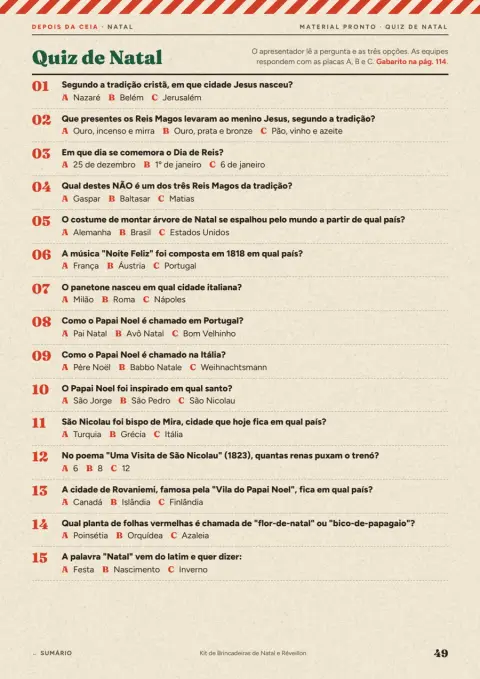 DEPOIS DA CEIA · NATAL
MATERIAL PRONTO · QUIZ DE NATAL
Quiz de Natal
O apresentador lê a pergunta e as três opções. As equipes
respondem com as placas A, B e C. Gabarito na pág. 114.
01 Segundo a tradição cristã, em que cidade Jesus nasceu?
A Nazaré B Belém C Jerusalém
02 Que presentes os Reis Magos levaram ao menino Jesus, segundo a tradição?
A Ouro, incenso e mirra B Ouro, prata e bronze C Pão, vinho e azeite
03 Em que dia se comemora o Dia de Reis?
A 25 de dezembro B 1º de janeiro C 6 de janeiro
04 Qual destes NÃO é um dos três Reis Magos da tradição?
A Gaspar B Baltasar C Matias
05 O costume de montar árvore de Natal se espalhou pelo mundo a partir de qual país?
A Alemanha B Brasil C Estados Unidos
06 A música "Noite Feliz" foi composta em 1818 em qual país?
A França B Áustria C Portugal
07 O panetone nasceu em qual cidade italiana?
A Milão B Roma C Nápoles
08 Como o Papai Noel é chamado em Portugal?
A Pai Natal B Avô Natal C Bom Velhinho
09 Como o Papai Noel é chamado na Itália?
A Père Noël B Babbo Natale C Weihnachtsmann
10 O Papai Noel foi inspirado em qual santo?
A São Jorge B São Pedro C São Nicolau
11 São Nicolau foi bispo de Mira, cidade que hoje fica em qual país?
A Turquia B Grécia C Itália
12 No poema "Uma Visita de São Nicolau" (1823), quantas renas puxam o trenó?
A 6 B 8 C 12
13 A cidade de Rovaniemi, famosa pela "Vila do Papai Noel", fica em qual país?
A Canadá B Islândia C Finlândia
14 Qual planta de folhas vermelhas é chamada de "flor-de-natal" ou "bico-de-papagaio"?
A Poinsétia B Orquídea C Azaleia
15 A palavra "Natal" vem do latim e quer dizer:
A Festa B Nascimento C Inverno
SUMÁRIO
Kit de Brincadeiras de Natal e Réveillon
49